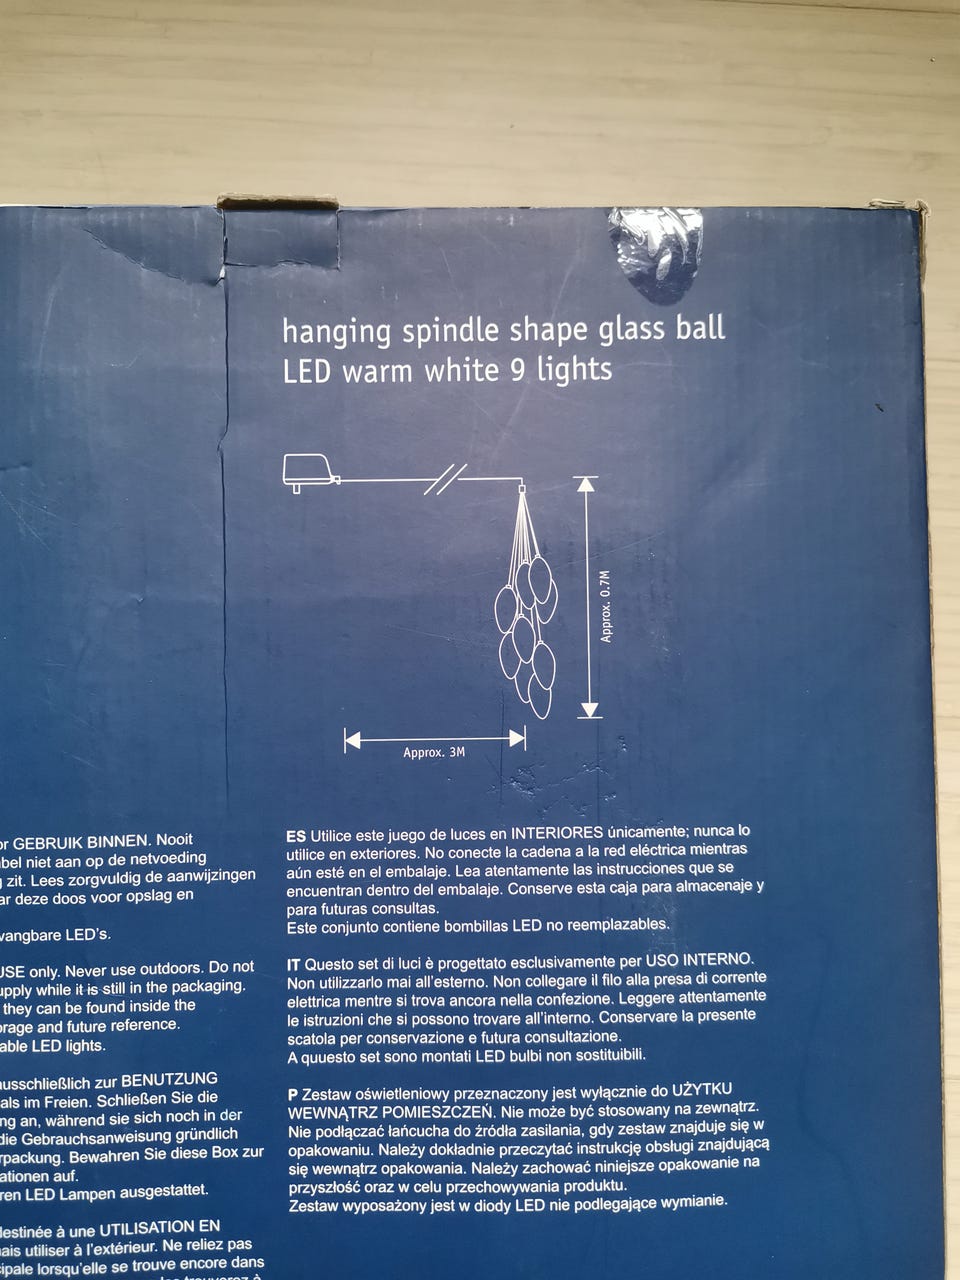 hanging spindle shape glass ball
LED warm white 9 lights
Approx. 0.7M
Approx. 3M
or GEBRUIK BINNEN. Nooit
bel niet aan op de netvoeding
zit. Lees zorgvuldig de aanwijzingen
ar deze doos voor opslag en
vangbare LED's.
USE only. Never use outdoors. Do not
upply while it is still in the packaging.
they can be found inside the
orage and future reference.
able LED lights.
ausschließlich zur BENUTZUNG
als im Freien. Schließen Sie die
ng an, während sie sich noch in der
die Gebrauchsanweisung gründlich
rpackung. Bewahren Sie diese Box zur
ationen auf.
ren LED Lampen ausgestattet.
destinée à une UTILISATION EN
ais utiliser à l'extérieur. Ne reliez pas
cipale lorsqu'elle se trouve encore dans
ES Utilice este juego de luces en INTERIORES únicamente; nunca lo
utilice en exteriores. No conecte la cadena a la red eléctrica mientras
aún esté en el embalaje. Lea atentamente las instrucciones que se
encuentran dentro del embalaje. Conserve esta caja para almacenaje y
para futuras consultas.
Este conjunto contiene bombillas LED no reemplazables.
IT Questo set di luci è progettato esclusivamente per USO INTERNO.
Non utilizzarlo mai all'esterno. Non collegare il filo alla presa di corrente
elettrica mentre si trova ancora nella confezione. Leggere attentamente
le istruzioni che si possono trovare all'interno. Conservare la presente
scatola per conservazione e futura consultazione.
A quuesto set sono montati LED bulbi non sostituibili.
P Zestaw oświetleniowy przeznaczony jest wyłącznie do UŻYTKU
WEWNĄTRZ POMIESZCZEŃ. Nie może być stosowany na zewnątrz.
Nie podłączać łańcucha do źródła zasilania, gdy zestaw znajduje się w
opakowaniu. Należy dokładnie przeczytać instrukcję obsługi znajdującą
się wewnątrz opakowania. Należy zachować niniejsze opakowanie na
przyszłość oraz w celu przechowywania produktu.
Zestaw wyposażony jest w diody LED nie podlegające wymianie.